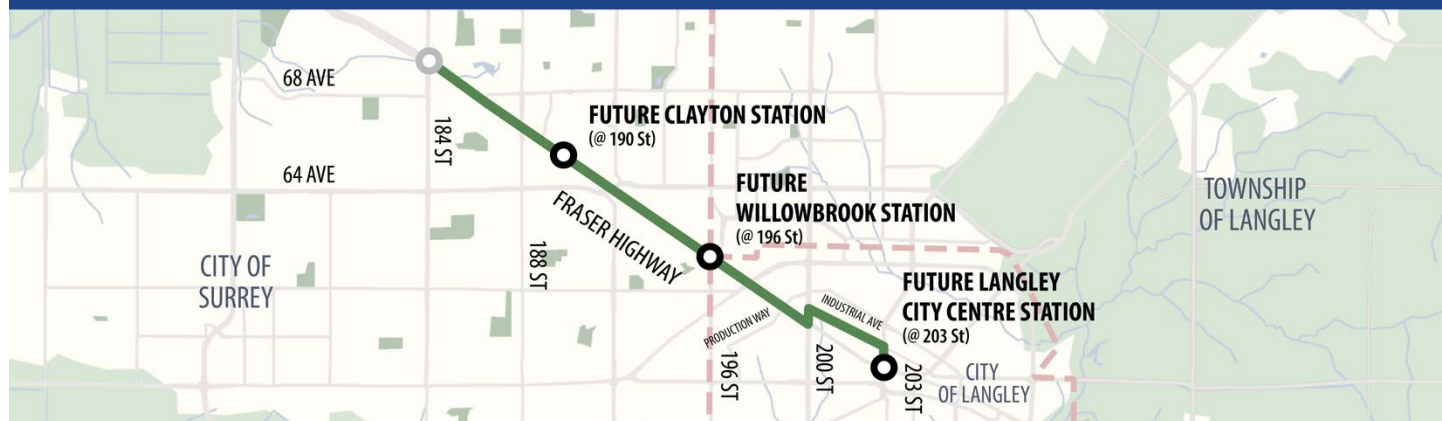 68 AVE
184 ST
FUTURE CLAYTON STATION
(@ 190 St)
64 AVE
FUTURE
WILLOWBROOK STATION
(@ 196 St)
TOWNSHIP
OF LANGLEY
FRASER HIGHWAY
188 ST
CITY OF
SURREY
FUTURE LANGLEY
CITY CENTRE STATION
(@ 203 St)
INDUSTRIAL AVE
PRODUCTION WAY
196 ST
200 ST
203 ST
CITY
OF LANGLEY